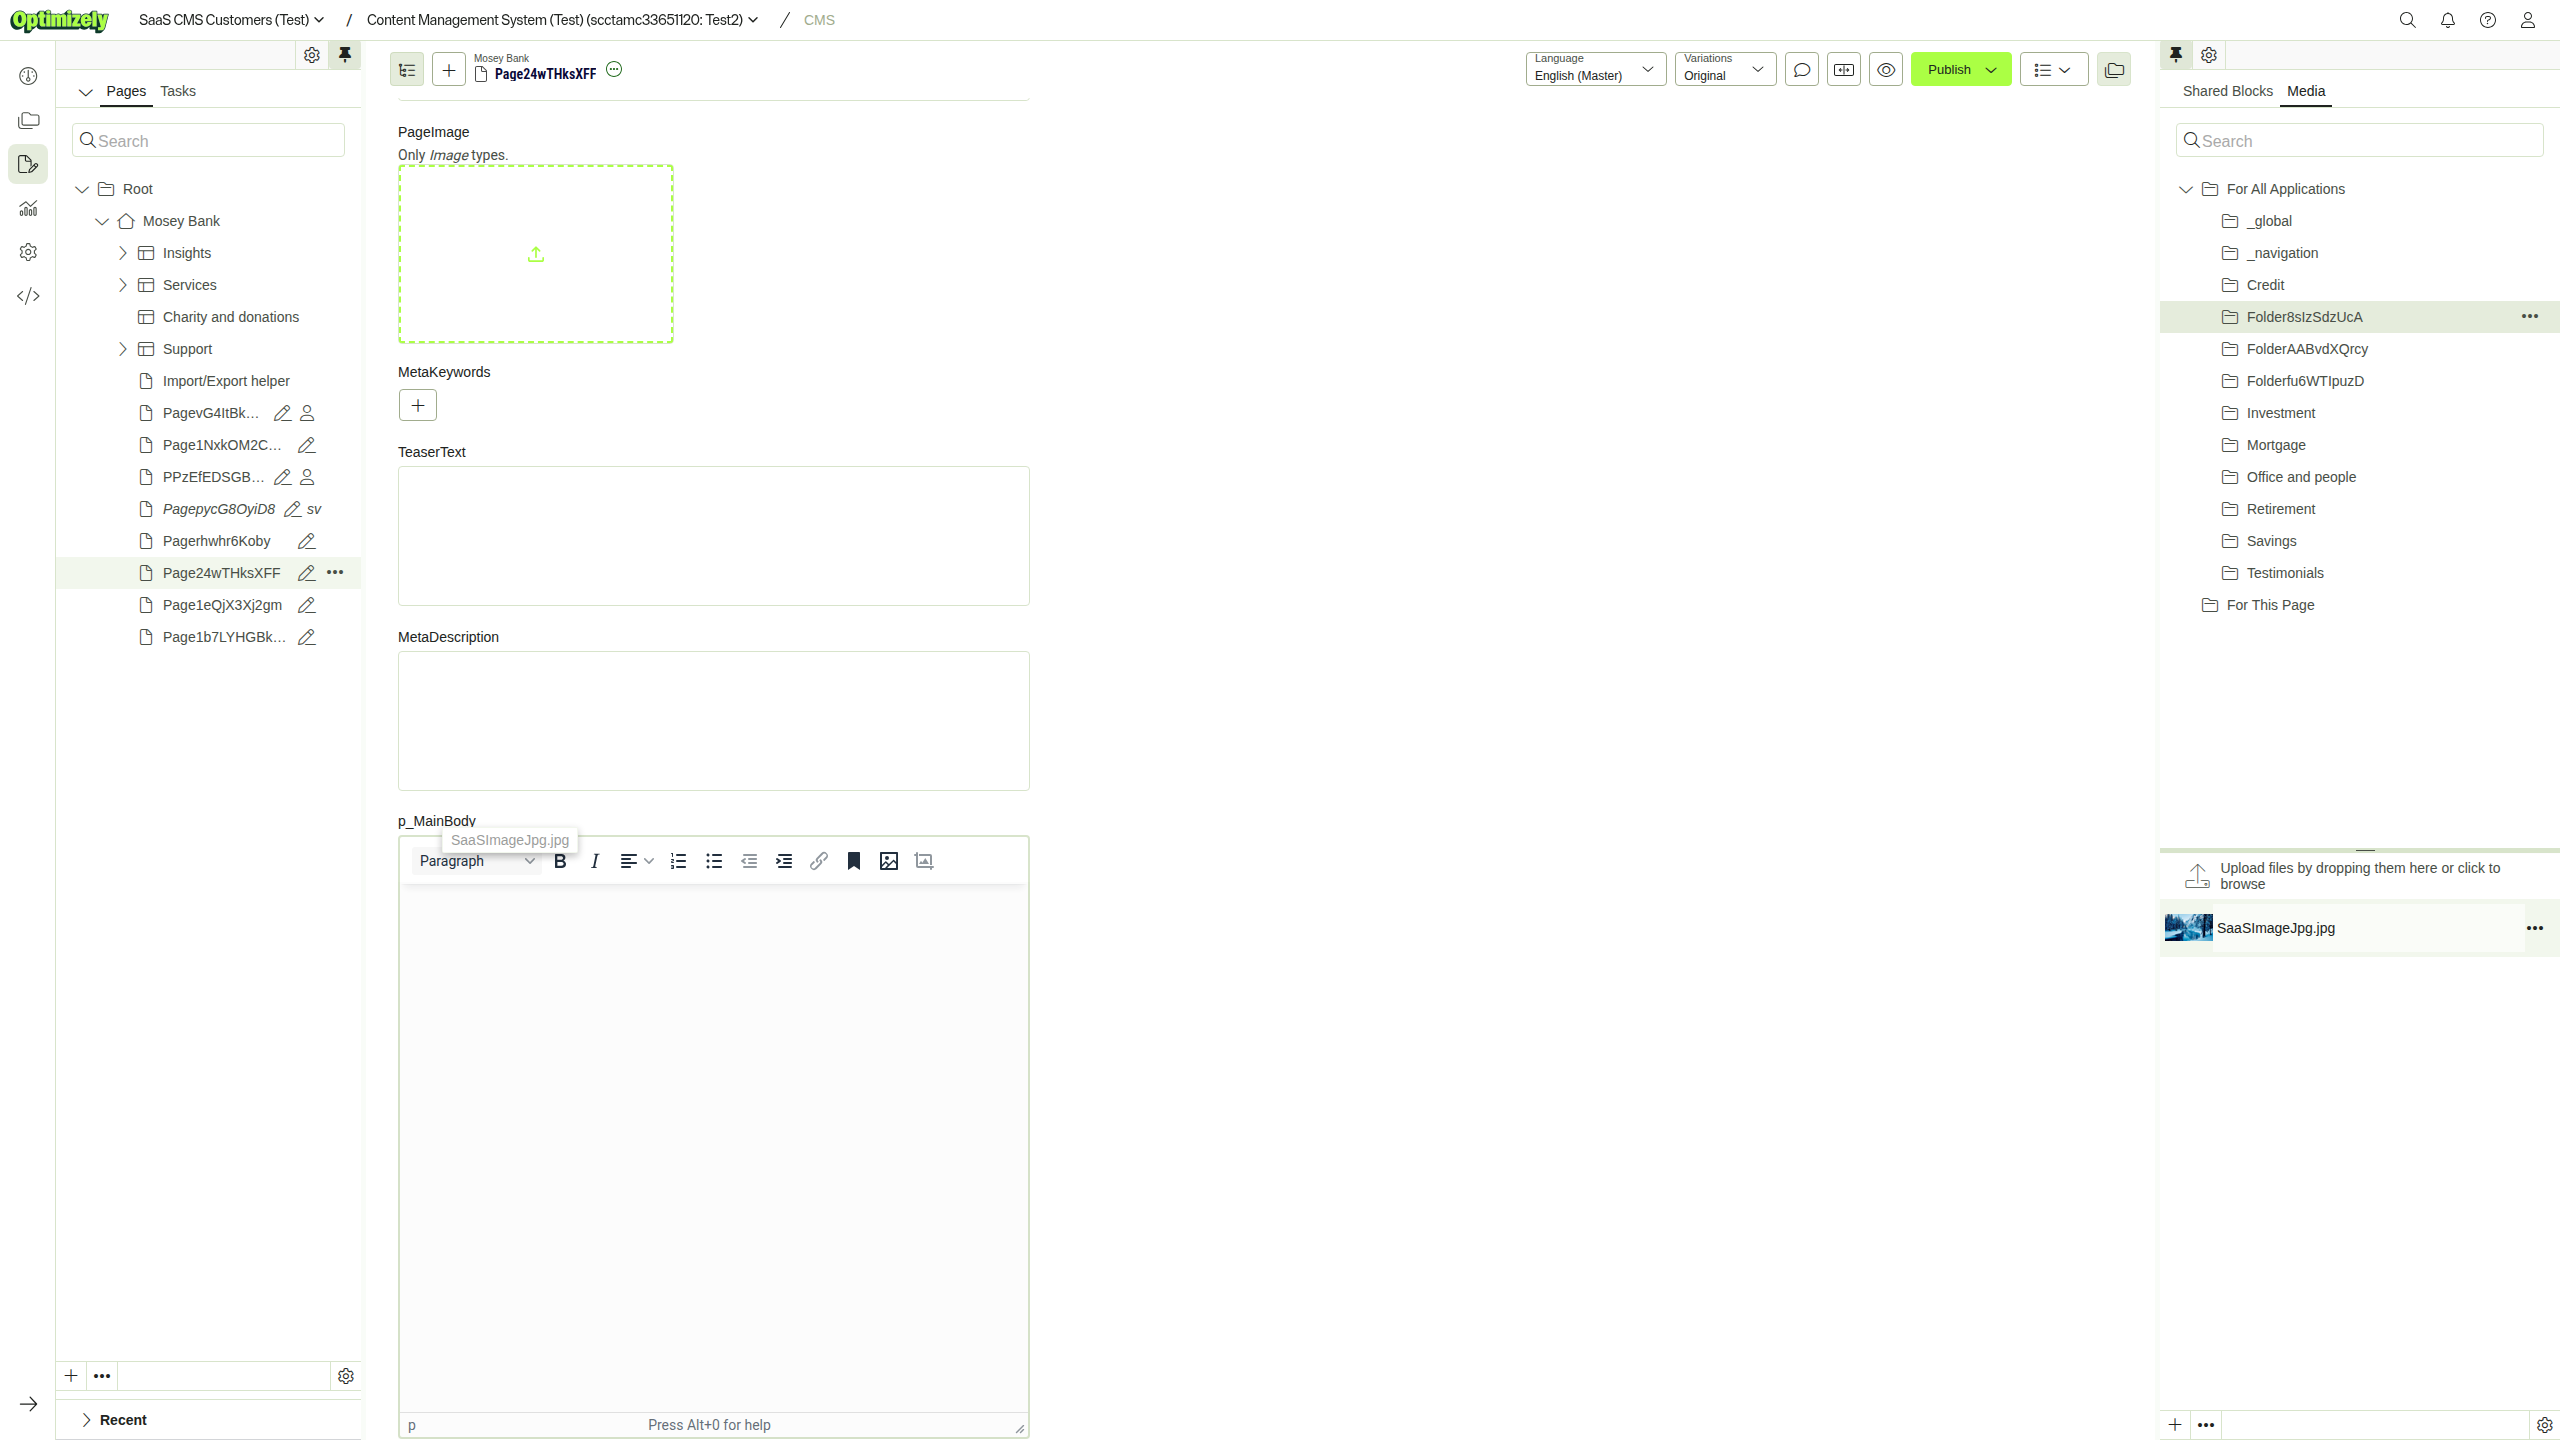 Optimizely
SaaS CMS Customers (Test) / Content Management System (Test) (scctamc33651120: Test2) / CMS
Pages Tasks
Search
Root
Mosey Bank
Insights
Services
Charity and donations
Support
Import/Export helper
PagevG4ItBk...
Page1NxkOM2C...
PPzEfEDSGB...
PagepycG8OyiD8 sv
Pagerhwhr6Koby
Page24wTHksXFF
Page1eQjX3Xj2gm
Page1b7LYHGBk...
Recent
Mosey Bank
Page24wTHksXFF
Language
English (Master)
Variations
Original
Publish
PageImage
Only Image types.
MetaKeywords
TeaserText
MetaDescription
p_MainBody
SaaSImageJpg.jpg
Paragraph B I
p
Press Alt+0 for help
Shared Blocks Media
Search
For All Applications
_global
_navigation
Credit
Folder8sIzSdzUcA
FolderAABvdXQrcy
Folderfu6WTIpuzD
Investment
Mortgage
Office and people
Retirement
Savings
Testimonials
For This Page
Upload files by dropping them here or click to
browse
SaaSImageJpg.jpg